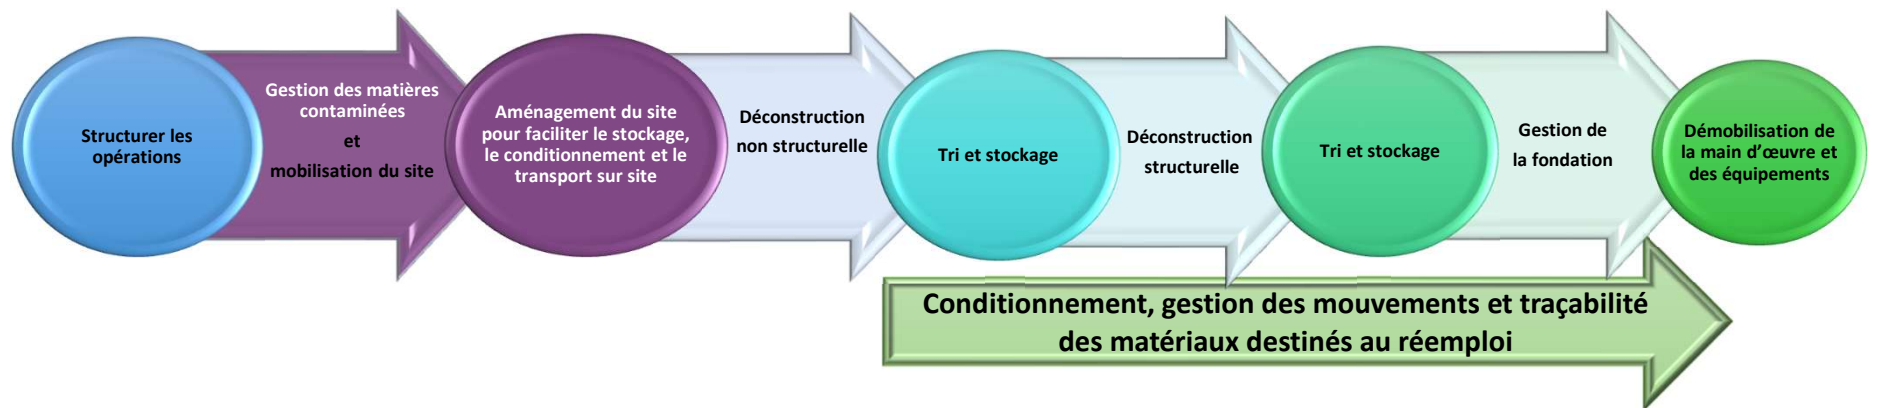 Structurer les
opérations
Gestion des matières
contaminées
et
mobilisation du site
Aménagement du site
pour faciliter le stockage,
le conditionnement et le
transport sur site
Déconstruction
non structurelle
Tri et stockage
Déconstruction
structurelle
Tri et stockage
Gestion de
la fondation
Démobilisation de
la main d’œuvre et
des équipements
Conditionnement, gestion des mouvements et traçabilité
des matériaux destinés au réemploi